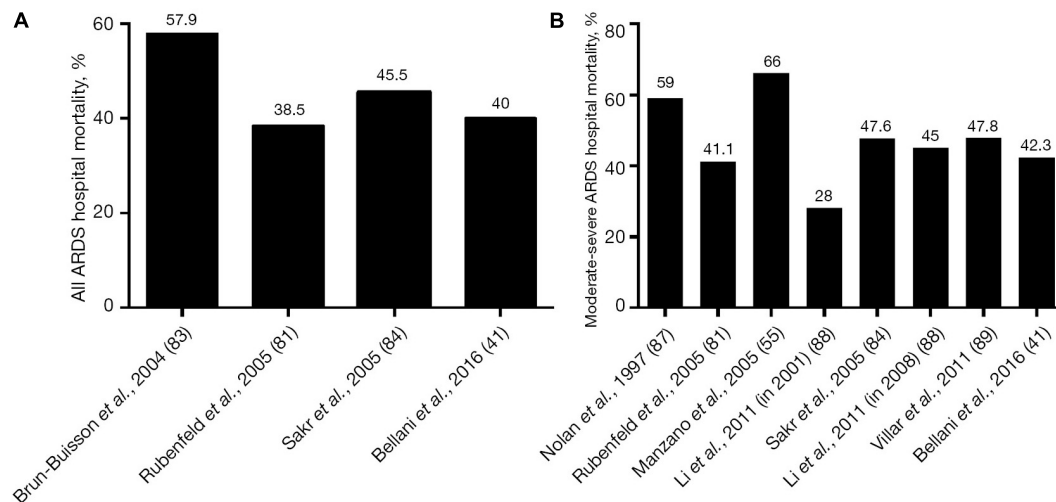 A
All ARDS hospital mortality, %
60
40
20
0
57.9
38.5
45.5
40
Brun-Buisson et al., 2004 (83)
Rubenfeld et al., 2005 (81)
Sakr et al., 2005 (84)
Bellani et al., 2016 (41)
B
Moderate-severe ARDS hospital mortality, %
80
60
40
20
0
59
41.1
66
28
47.6
45
47.8
42.3
Nolan et al., 1997 (87)
Rubenfeld et al., 2005 (81)
Manzano et al., 2005 (55)
Li et al., 2011 (in 2001) (88)
Sakr et al., 2005 (84)
Li et al., 2011 (in 2008) (88)
Villar et al., 2011 (89)
Bellani et al., 2016 (41)